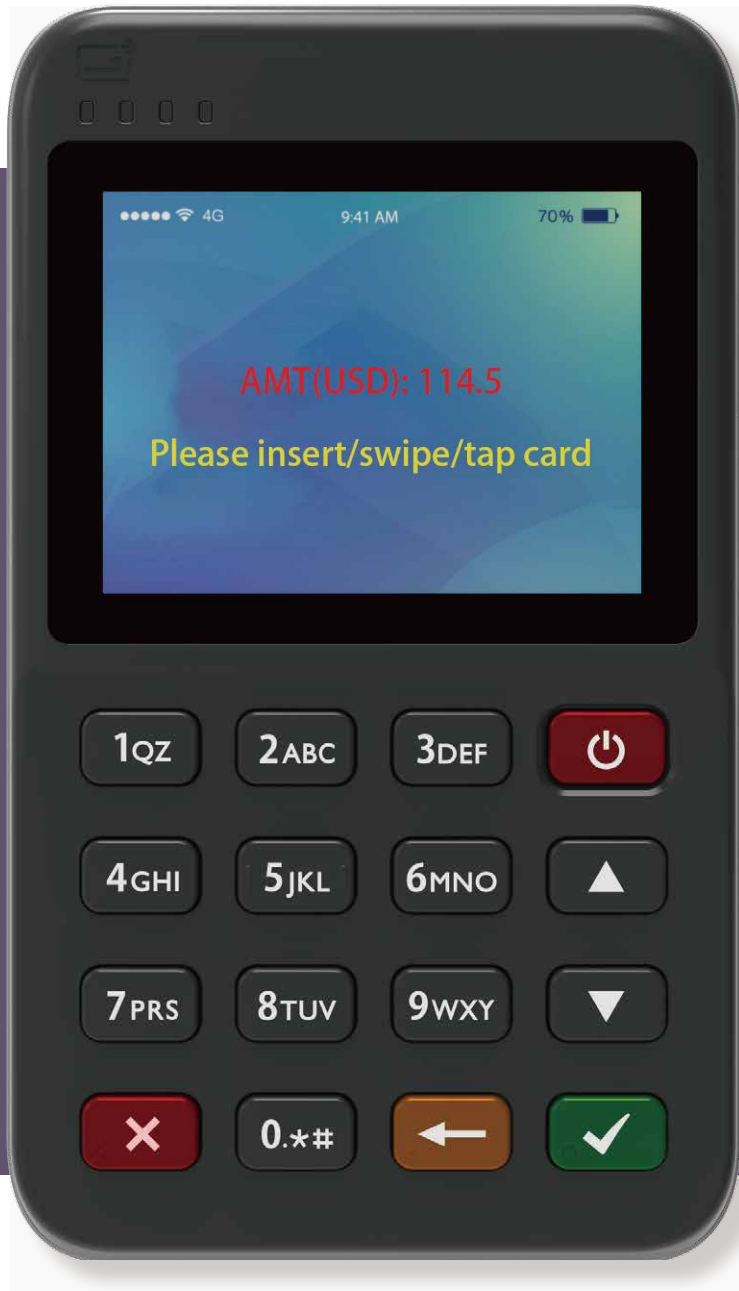 4G 9:41 AM 70%
AMT(USD): 114.5
Please insert/swipe/tap card
1QZ 2ABC 3DEF
4GHI 5JKL 6MNO
7PRS 8TUV 9WXY
0.*#